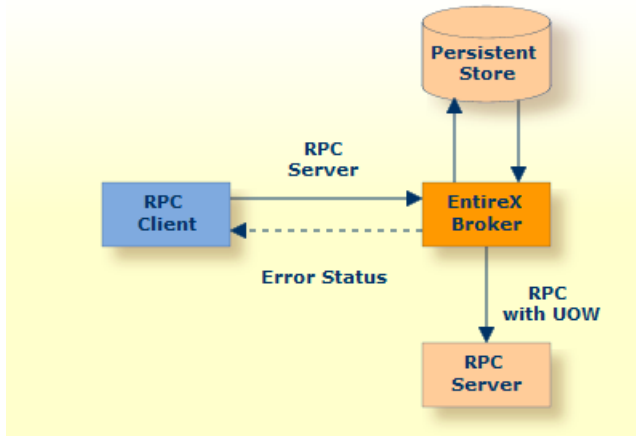 Persistent
Store
RPC
Server
RPC
Client
EntireX
Broker
Error Status
RPC
with UOW
RPC
Server